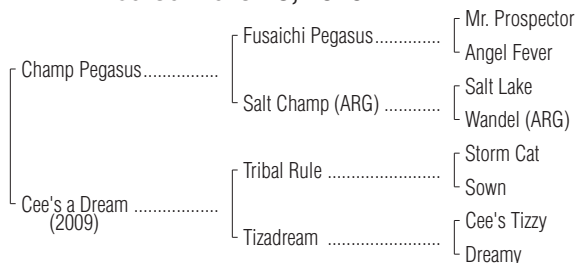 Mr. Prospector
Fusaichi Pegasus...............
Angel Fever
Champ Pegasus.................
Salt Lake
Salt Champ (ARG) ............
Wandel (ARG)
Storm Cat
Tribal Rule .......................
Sown
Cee's a Dream ...................
(2009)
Cee's Tizzy
Tizadream ........................
Dreamy